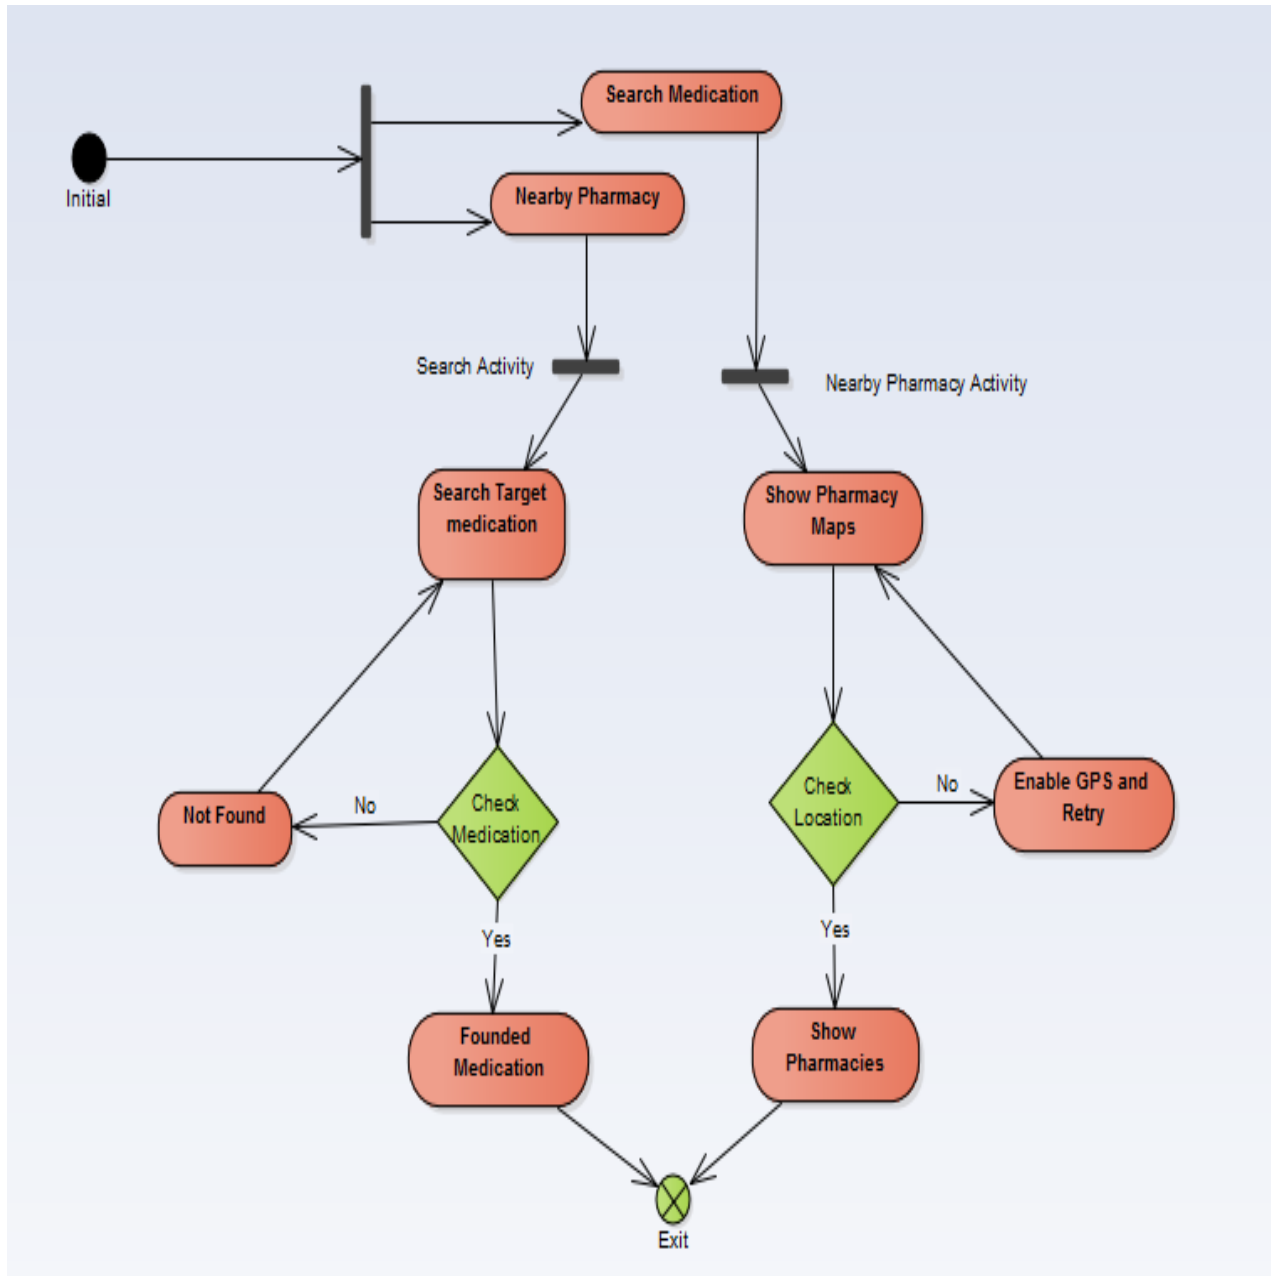 Search Medication
Initial
Nearby Pharmacy
Search Activity
Nearby Pharmacy Activity
Search Target
medication
Show Pharmacy
Maps
Not Found
No
Check
Medication
Check
Location
No
Enable GPS and
Retry
Yes
Yes
Founded
Medication
Show
Pharmacies
Exit